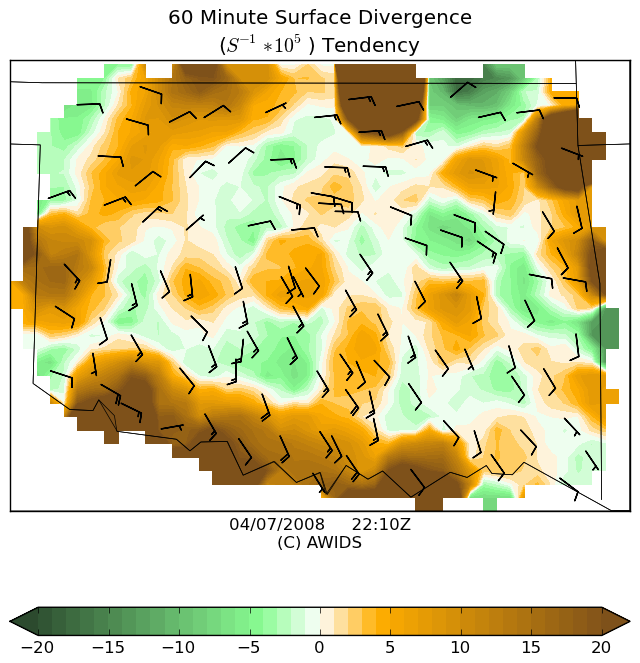 60 Minute Surface Divergence
(S⁻¹ * 10⁵ ) Tendency
04/07/2008 22:10Z
(C) AWIDS
−20 −15 −10 −5 0 5 10 15 20